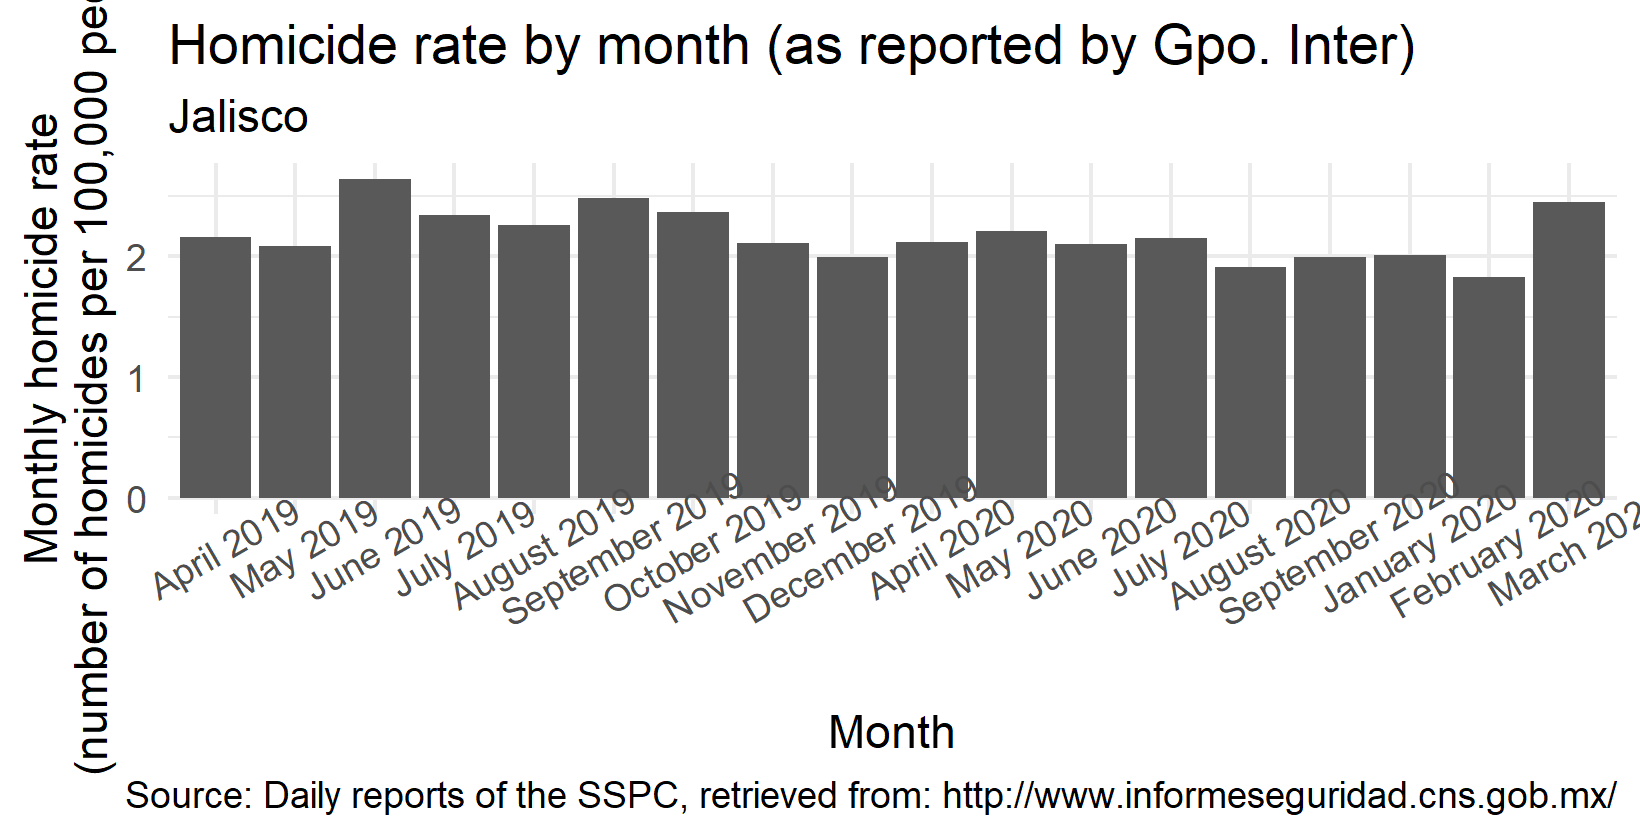 Homicide rate by month (as reported by Gpo. Inter)
Jalisco
Monthly homicide rate
(number of homicides per 100,000
2
1
0
April 2019
May 2019
June 2019
July 2019
August 2019
September 2019
October 2019
November 2019
December 2019
April 2020
May 2020
June 2020
July 2020
August 2020
September 2020
January 2020
February 2020
March
Month
Source: Daily reports of the SSPC, retrieved from: http://www.informeseguridad.cns.gob.mx/